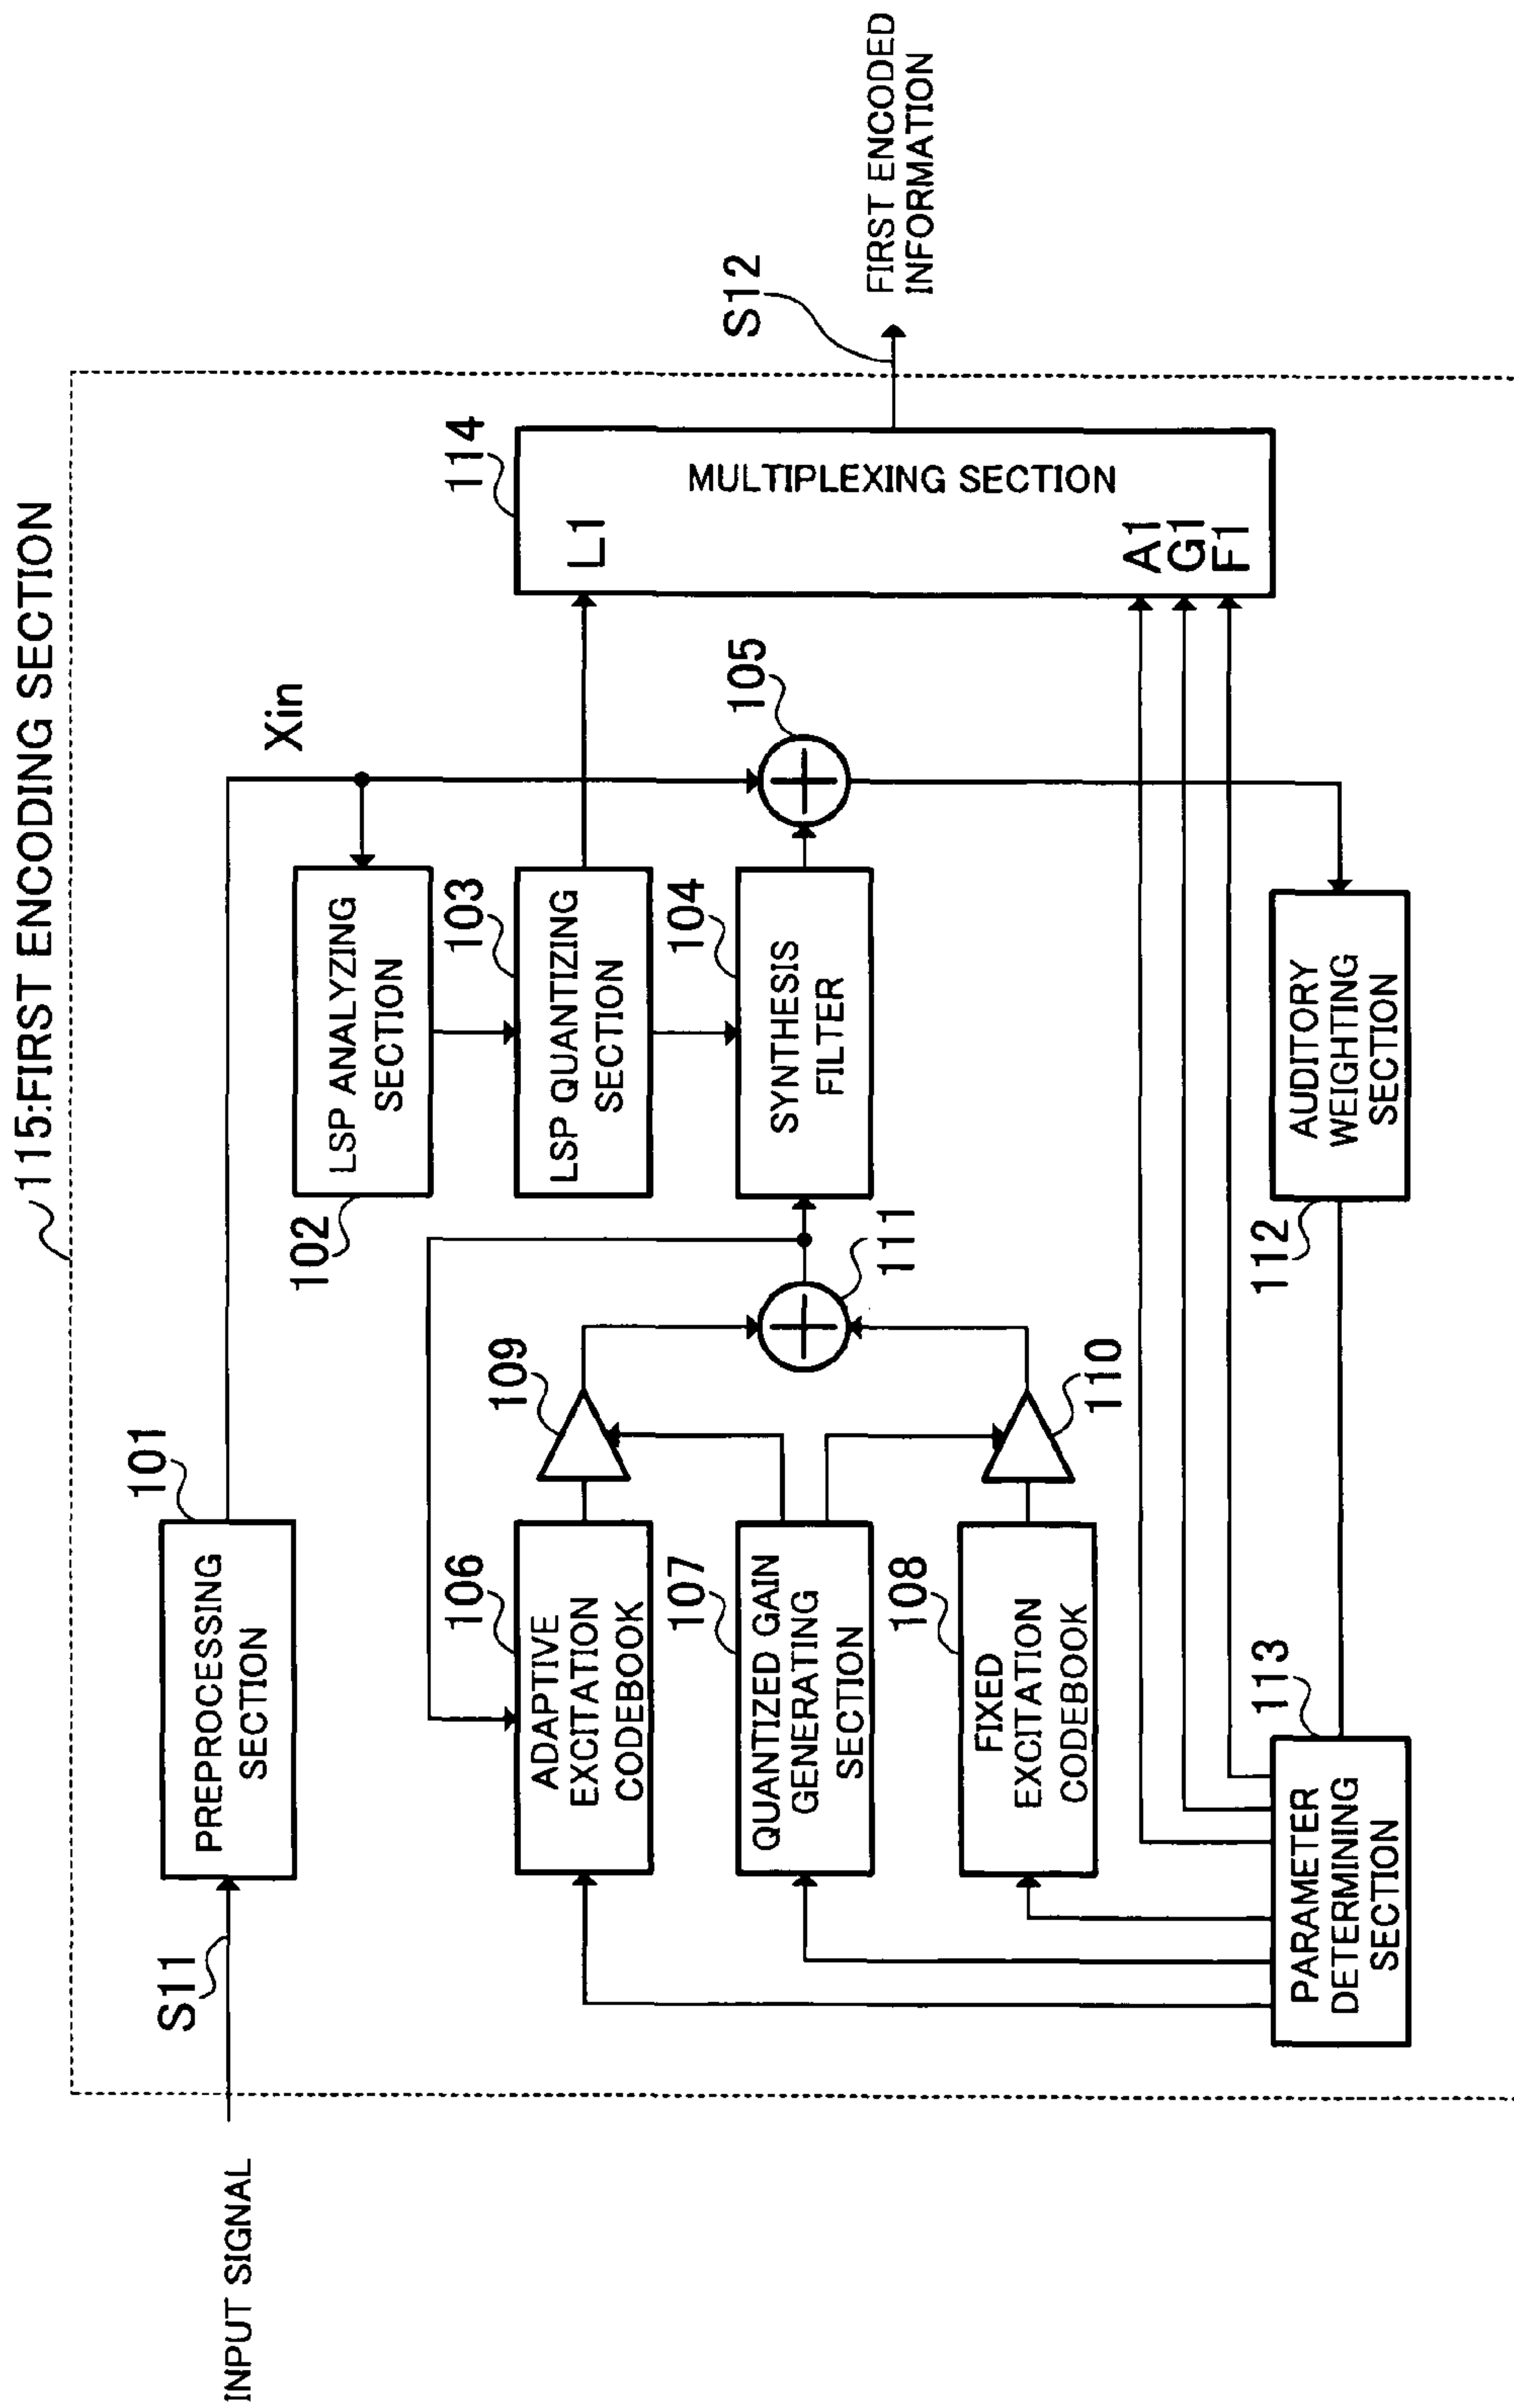 115:FIRST ENCODING SECTION
INPUT SIGNAL
S11
101
PREPROCESSING
SECTION
Xin
102
LSP ANALYZING
SECTION
103
LSP QUANTIZING
SECTION
104
SYNTHESIS
FILTER
105
106
ADAPTIVE
EXCITATION
CODEBOOK
107
QUANTIZED GAIN
GENERATING
SECTION
108
FIXED
EXCITATION
CODEBOOK
109
110
111
112
AUDITORY
WEIGHTING
SECTION
113
PARAMETER
DETERMINING
SECTION
114
L1
MULTIPLEXING SECTION
A1
G1
F1
S12
FIRST ENCODED
INFORMATION